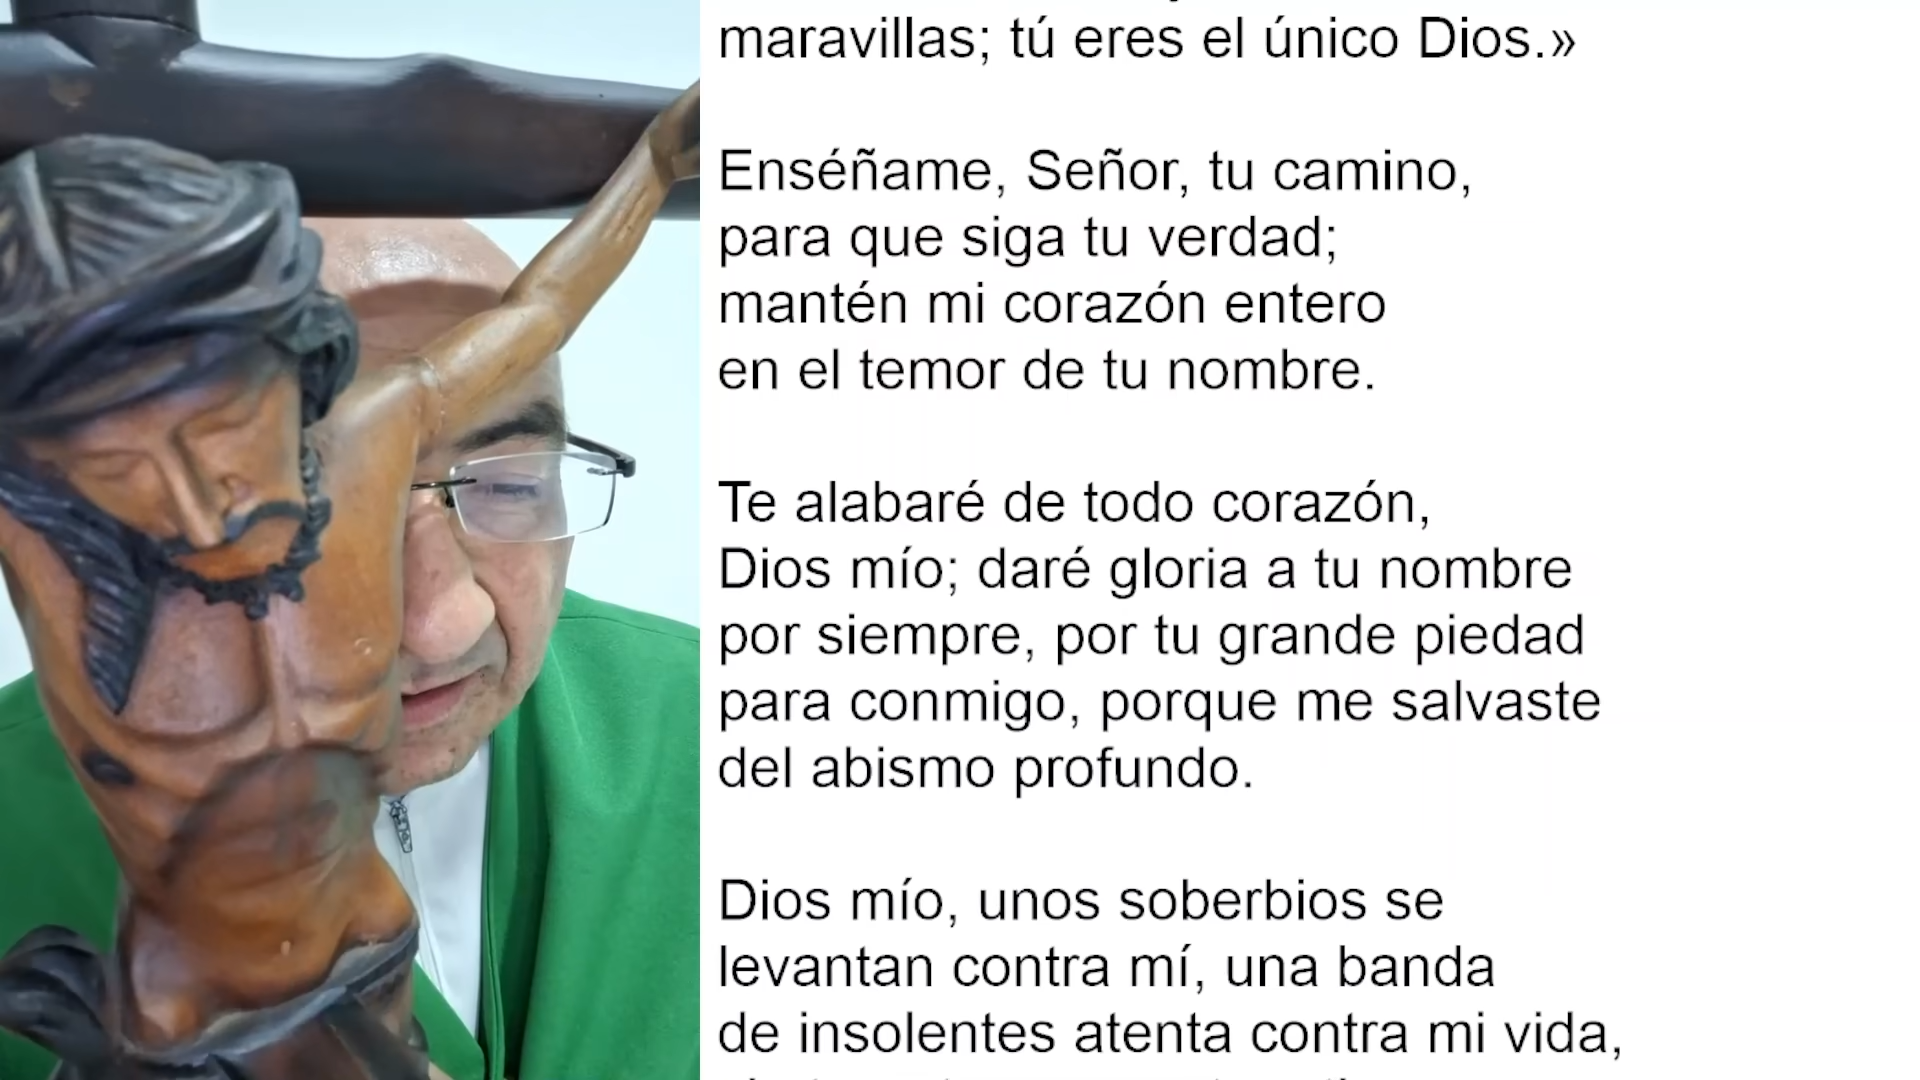 maravillas; tú eres el único Dios.»
Enséñame, Señor, tu camino,
para que siga tu verdad;
mantén mi corazón entero
en el temor de tu nombre.
Te alabaré de todo corazón,
Dios mío; daré gloria a tu nombre
por siempre, por tu grande piedad
para conmigo, porque me salvaste
del abismo profundo.
Dios mío, unos soberbios se
levantan contra mí, una banda
de insolentes atenta contra mi vida,